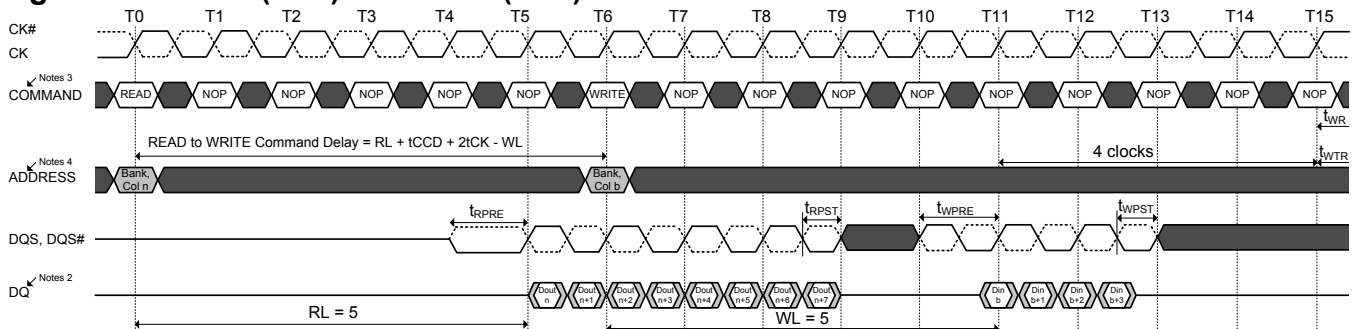 T0 T1 T2 T3 T4 T5 T6 T7 T8 T9 T10 T11 T12 T13 T14 T15
CK#
CK
Notes 3
COMMAND READ NOP NOP NOP NOP NOP WRITE NOP NOP NOP NOP NOP NOP NOP NOP NOP
tWR
READ to WRITE Command Delay = RL + tCCD + 2tCK - WL
4 clocks
tWTR
Notes 4
ADDRESS
Bank, Col n
Bank, Col b
tRPRE tRPST tWPRE tWPST
DQS, DQS#
Notes 2
DQ
Dout n
Dout n+1
Dout n+2
Dout n+3
Dout n+4
Dout n+5
Dout n+6
Dout n+7
Din b
Din b+1
Din b+2
Din b+3
RL = 5
WL = 5